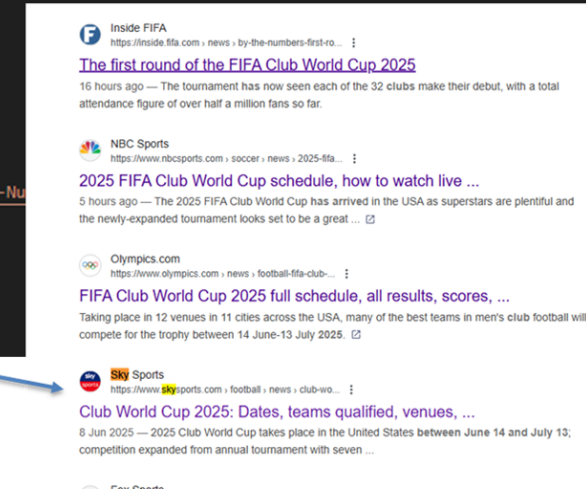 Inside FIFA
https://inside.fifa.com › news › by-the-numbers-first-ro...
The first round of the FIFA Club World Cup 2025
16 hours ago — The tournament has now seen each of the 32 clubs make their debut, with a total
attendance figure of over half a million fans so far.
-Nu
NBC Sports
https://www.nbcsports.com › soccer › news › 2025-fifa...
2025 FIFA Club World Cup schedule, how to watch live ...
5 hours ago — The 2025 FIFA Club World Cup has arrived in the USA as superstars are plentiful and
the newly-expanded tournament looks set to be a great ...
Olympics.com
https://www.olympics.com › news › football-fifa-club-...
FIFA Club World Cup 2025 full schedule, all results, scores, ...
Taking place in 12 venues in 11 cities across the USA, many of the best teams in men's club football will
compete for the trophy between 14 June-13 July 2025.
sky
sports
Sky Sports
https://www.skysports.com › football › news › club-wo...
Club World Cup 2025: Dates, teams qualified, venues, ...
8 Jun 2025 — 2025 Club World Cup takes place in the United States between June 14 and July 13;
competition expanded from annual tournament with seven ...
Fox Sports